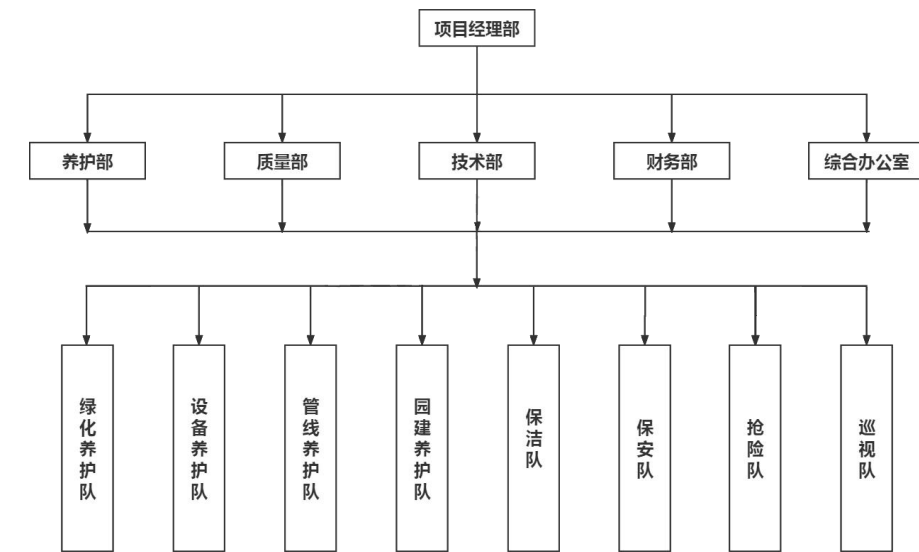 项目经理部
养护部
质量部
技术部
财务部
综合办公室
绿化养护队
设备养护队
管线养护队
园建养护队
保洁队
保安队
抢险队
巡视队